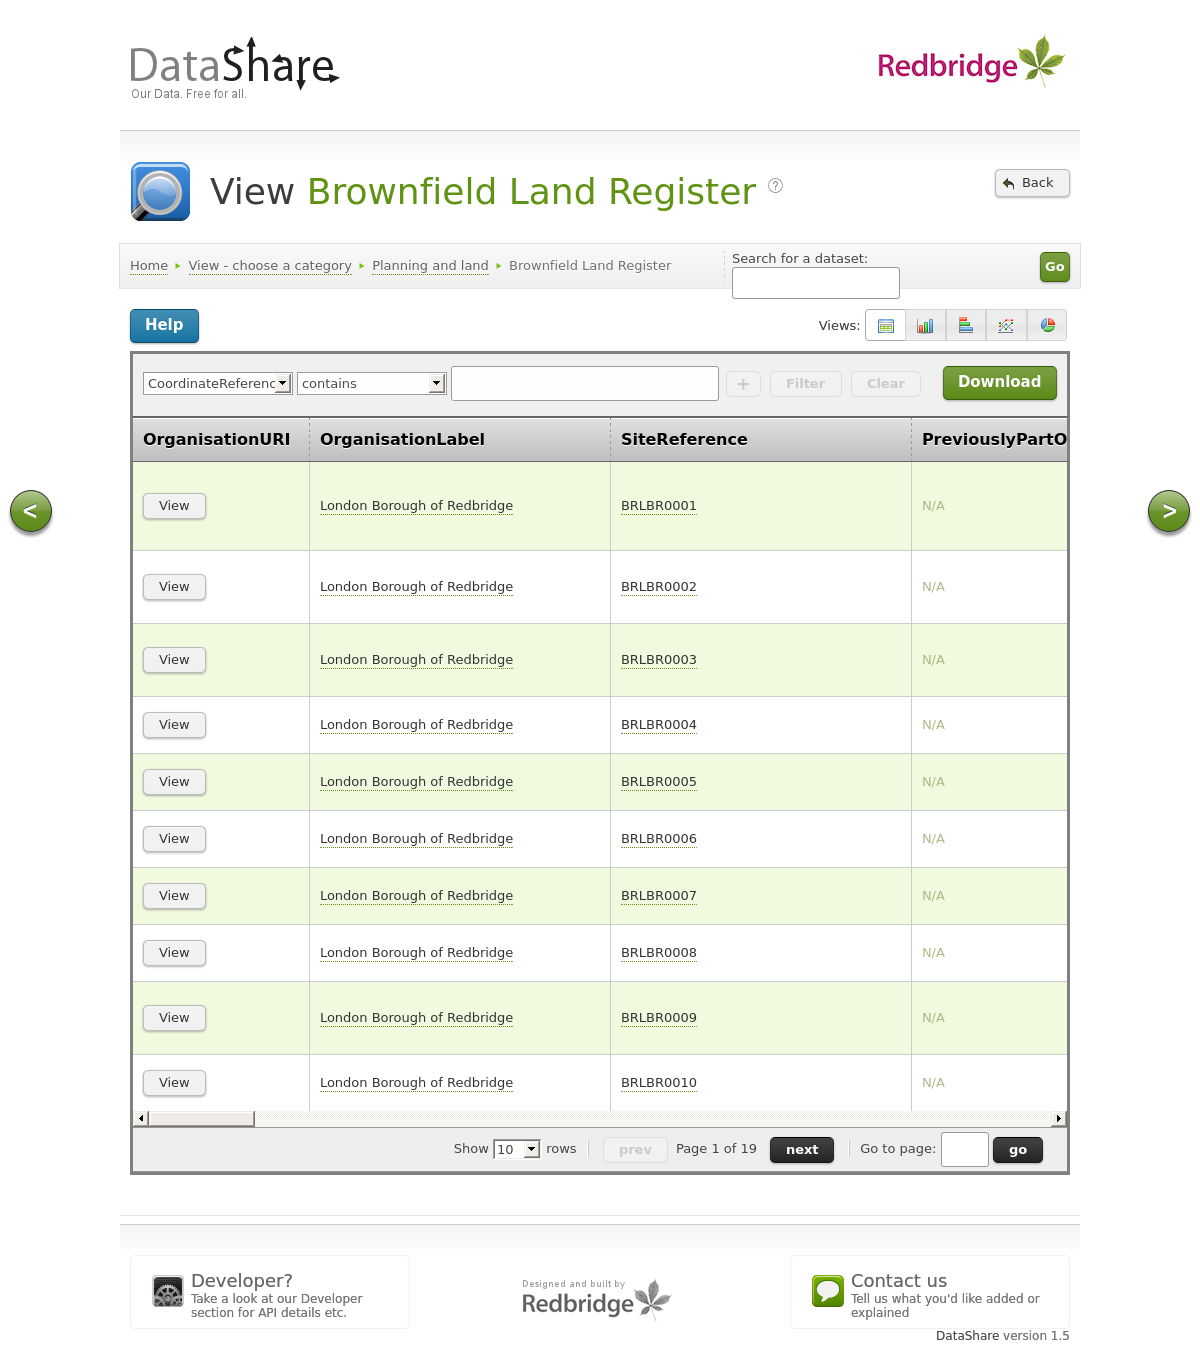 DataShare
Our Data. Free for all.
Redbridge
View Brownfield Land Register ?
Back
Home View - choose a category Planning and land Brownfield Land Register
Search for a dataset:
Go
Help
Views:
CoordinateReferenc contains + Filter Clear Download
OrganisationURI OrganisationLabel SiteReference PreviouslyPartO
View London Borough of Redbridge BRLBR0001 N/A
< >
View London Borough of Redbridge BRLBR0002 N/A
View London Borough of Redbridge BRLBR0003 N/A
View London Borough of Redbridge BRLBR0004 N/A
View London Borough of Redbridge BRLBR0005 N/A
View London Borough of Redbridge BRLBR0006 N/A
View London Borough of Redbridge BRLBR0007 N/A
View London Borough of Redbridge BRLBR0008 N/A
View London Borough of Redbridge BRLBR0009 N/A
View London Borough of Redbridge BRLBR0010 N/A
Show 10 rows prev Page 1 of 19 next Go to page: go
Developer?
Take a look at our Developer
section for API details etc.
Designed and built by
Redbridge
Contact us
Tell us what you'd like added or
explained
DataShare version 1.5